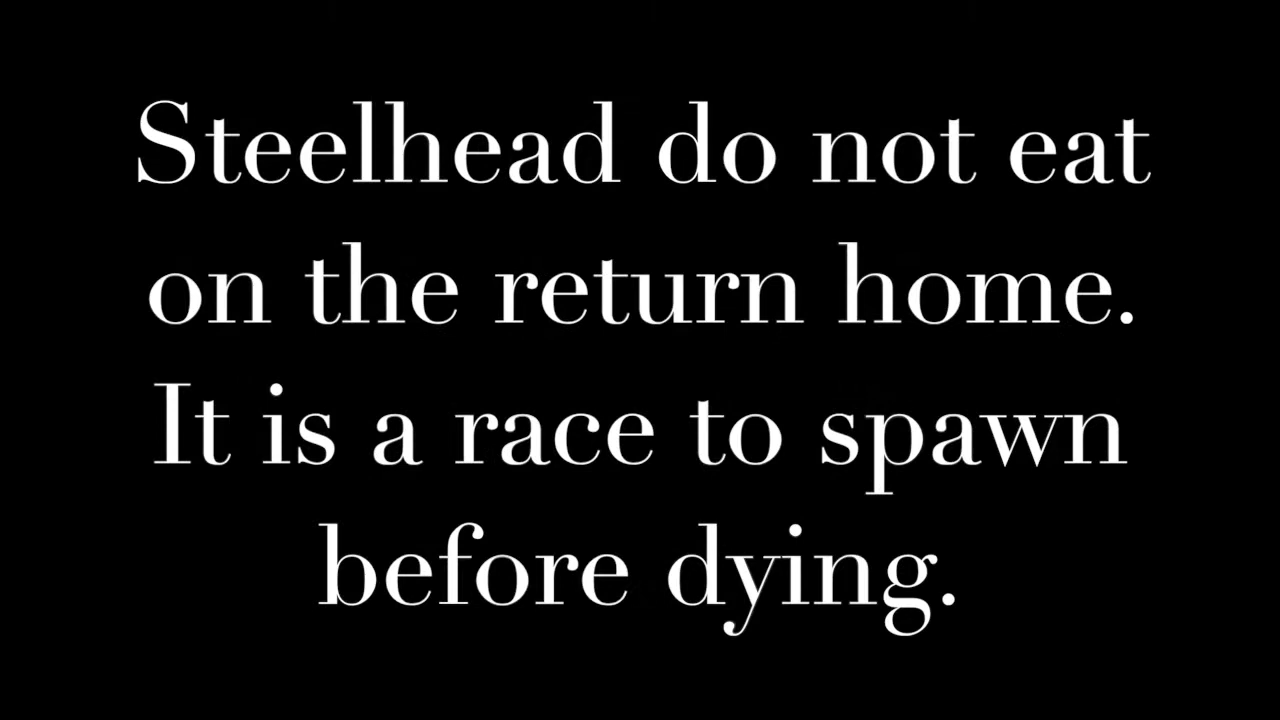 Steelhead do not eat
on the return home.
It is a race to spawn
before dying.